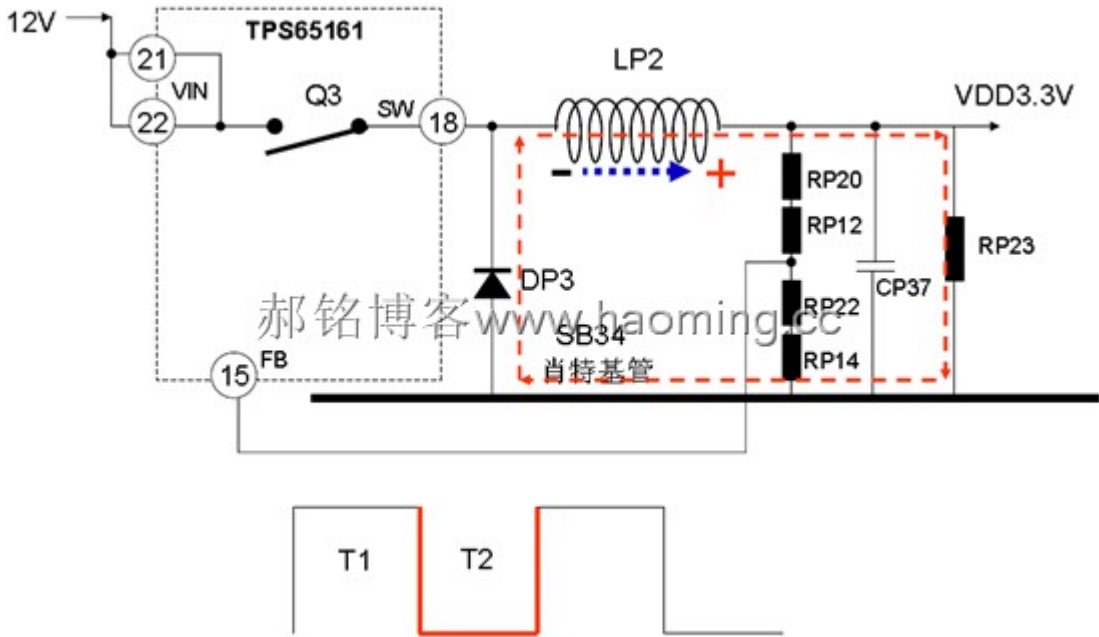 12V
TPS65161
21
VIN
22
Q3
SW
18
LP2
VDD3.3V
- +
RP20
RP12
RP23
DP3
CP37
RP22
郝铭博客www.haoming.cc
SB34
肖特基管
RP14
15
FB
T1
T2